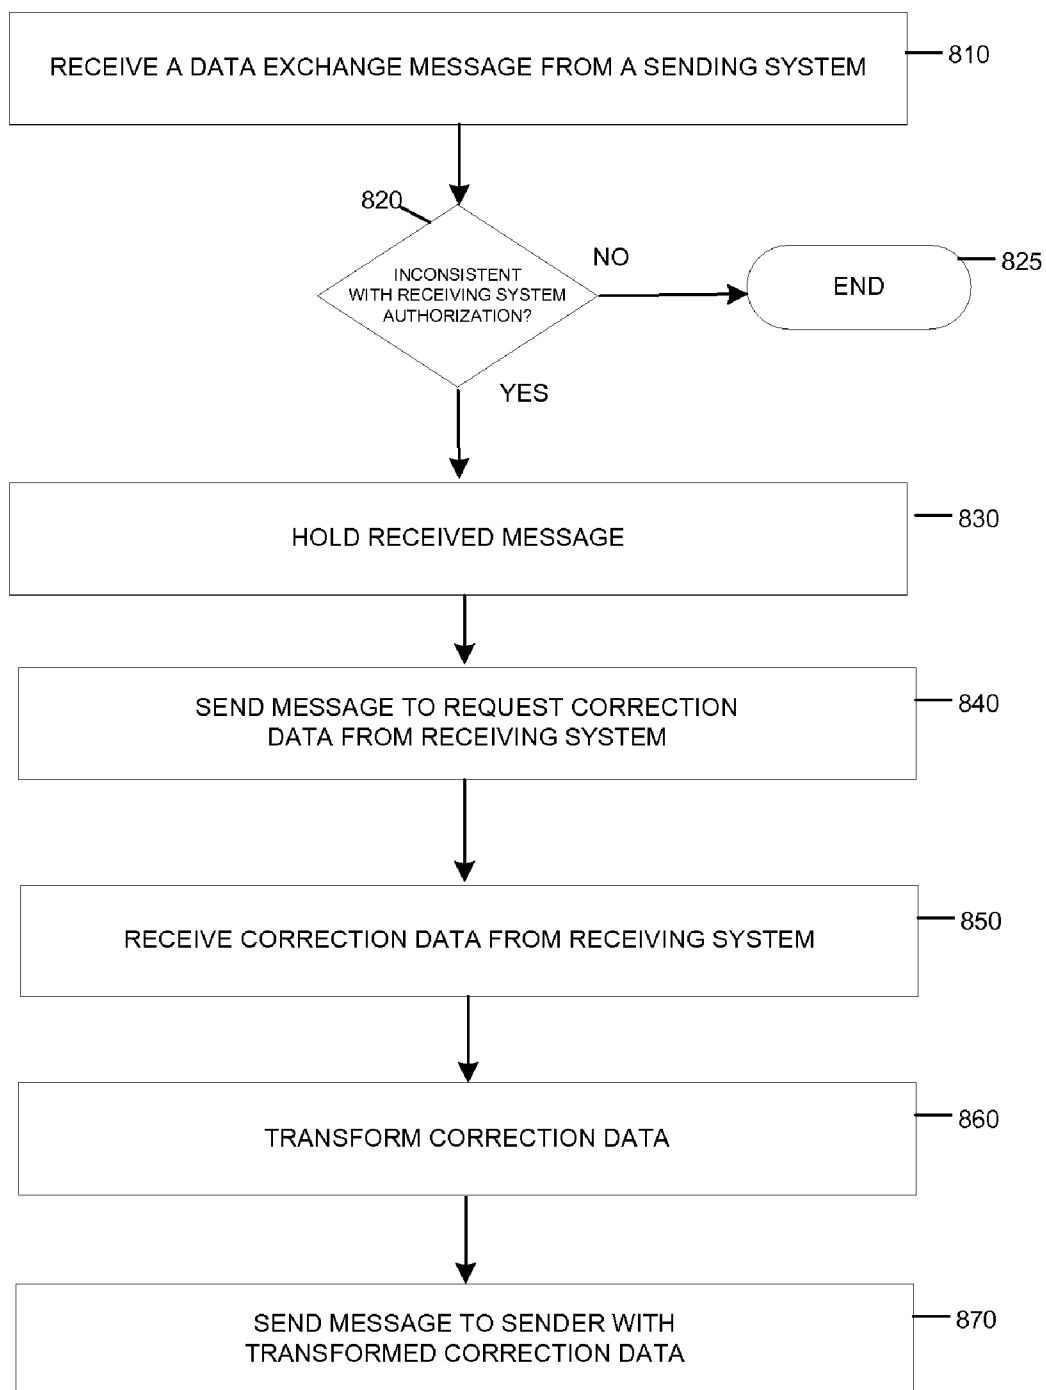 RECEIVE A DATA EXCHANGE MESSAGE FROM A SENDING SYSTEM
810
820
INCONSISTENT
WITH RECEIVING SYSTEM
AUTHORIZATION?
NO
END
825
YES
HOLD RECEIVED MESSAGE
830
SEND MESSAGE TO REQUEST CORRECTION
DATA FROM RECEIVING SYSTEM
840
RECEIVE CORRECTION DATA FROM RECEIVING SYSTEM
850
TRANSFORM CORRECTION DATA
860
SEND MESSAGE TO SENDER WITH
TRANSFORMED CORRECTION DATA
870